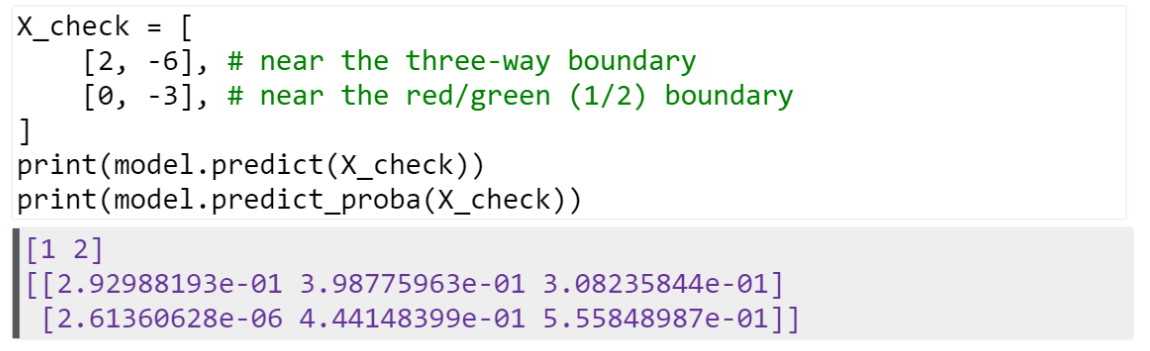 X_check = [
    [2, -6], # near the three-way boundary
    [0, -3], # near the red/green (1/2) boundary
]
print(model.predict(X_check))
print(model.predict_proba(X_check))
[1 2]
[[2.92988193e-01 3.98775963e-01 3.08235844e-01]
 [2.61360628e-06 4.44148399e-01 5.55848987e-01]]